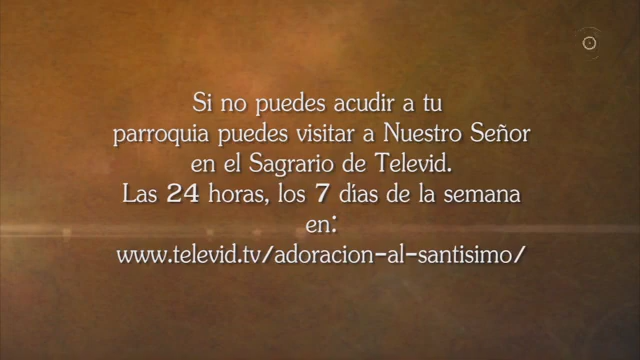 Si no puedes acudir a tu
parroquia puedes visitar a Nuestro Señor
en el Sagrario de Televid.
Las 24 horas, los 7 días de la semana
en:
www.televid.tv/adoracion-al-santisimo/